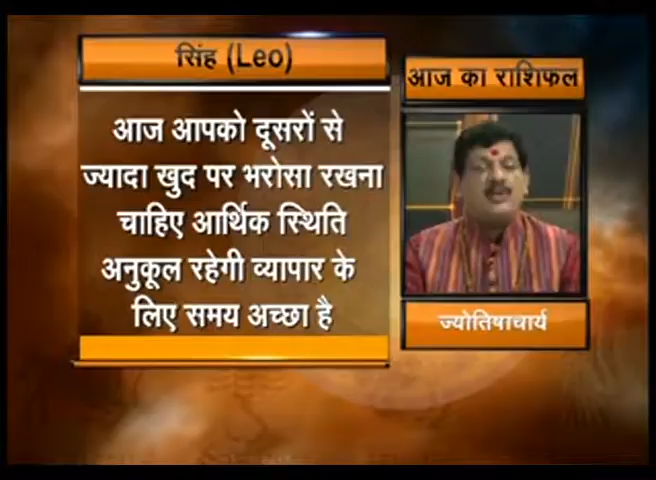 सिंह (Leo)
आज आपको दूसरों से
ज्यादा खुद पर भरोसा रखना
चाहिए आर्थिक स्थिति
अनुकूल रहेगी व्यापार के
लिए समय अच्छा है
आज का राशिफल
ज्योतिषाचार्य